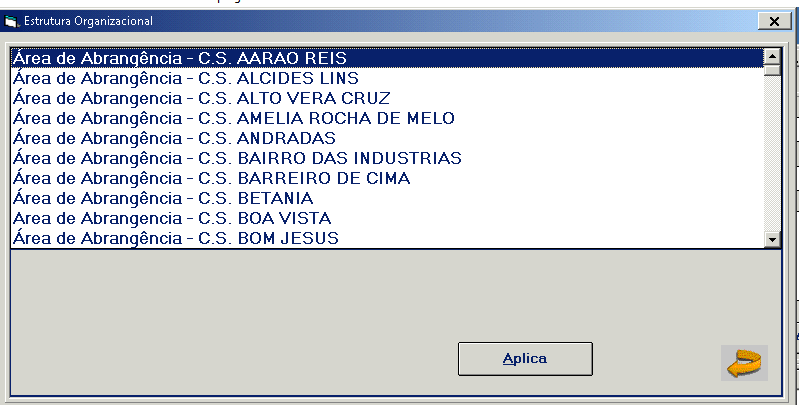 Estrutura Organizacional
Área de Abrangência - C.S. AARAO REIS
Área de Abrangência - C.S. ALCIDES LINS
Área de Abrangencia - C.S. ALTO VERA CRUZ
Área de Abrangência - C.S. AMELIA ROCHA DE MELO
Área de Abrangência - C.S. ANDRADAS
Área de Abrangência - C.S. BAIRRO DAS INDUSTRIAS
Área de Abrangência - C.S. BARREIRO DE CIMA
Área de Abrangência - C.S. BETANIA
Área de Abrangencia - C.S. BOA VISTA
Área de Abrangência - C.S. BOM JESUS
Aplica